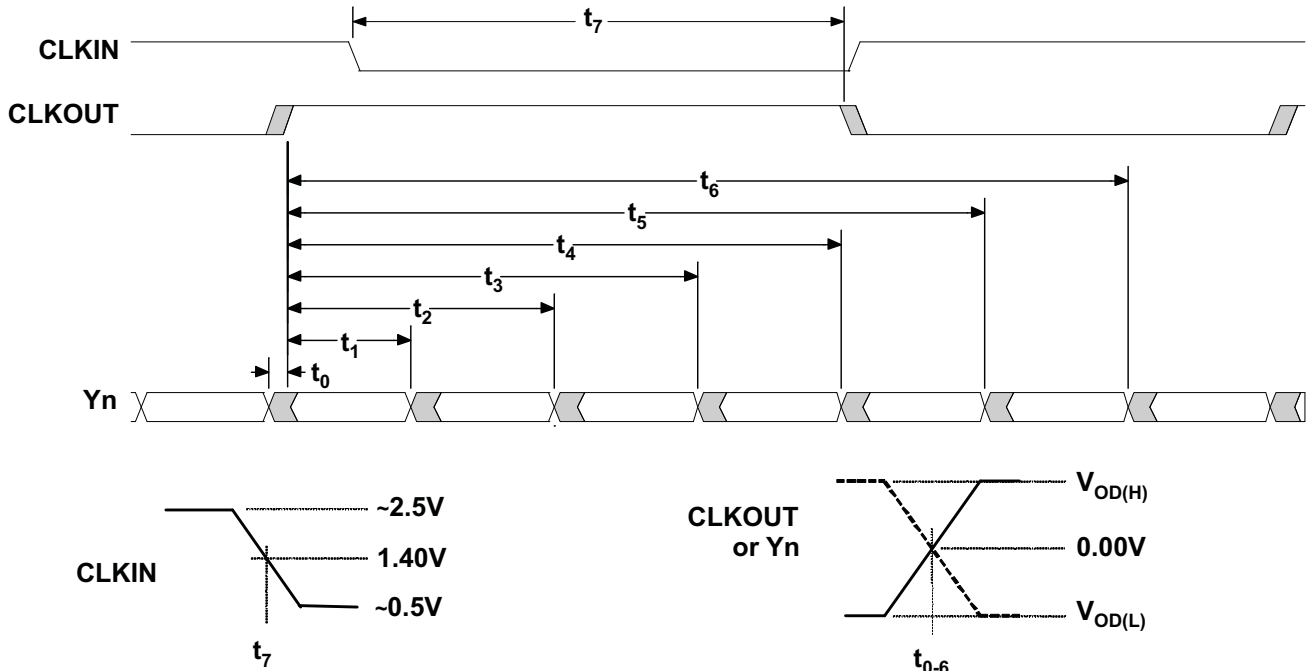 t7
CLKIN
CLKOUT
t6
t5
t4
t3
t2
t1
t0
Yn
~2.5V
1.40V
~0.5V
CLKIN
t7
CLKOUT
or Yn
VOD(H)
0.00V
VOD(L)
t0-6